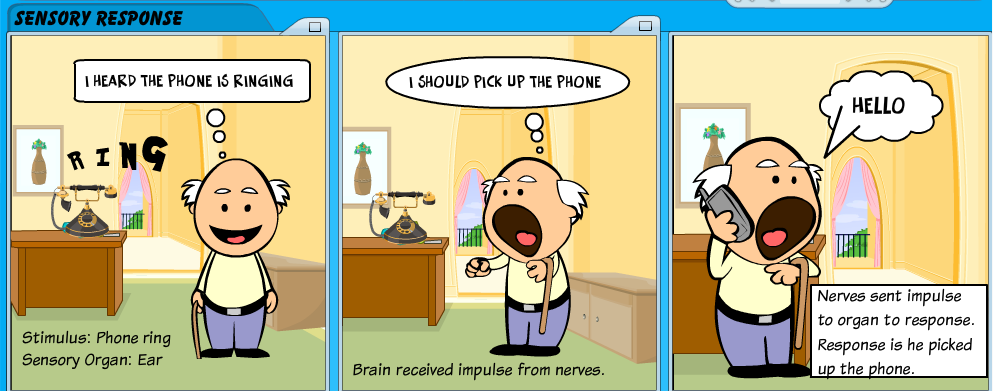 SENSORY RESPONSE
I HEARD THE PHONE IS RINGING
RING
Stimulus: Phone ring
Sensory Organ: Ear
I SHOULD PICK UP THE PHONE
Brain received impulse from nerves.
HELLO
Nerves sent impulse
to organ to response.
Response is he picked
up the phone.